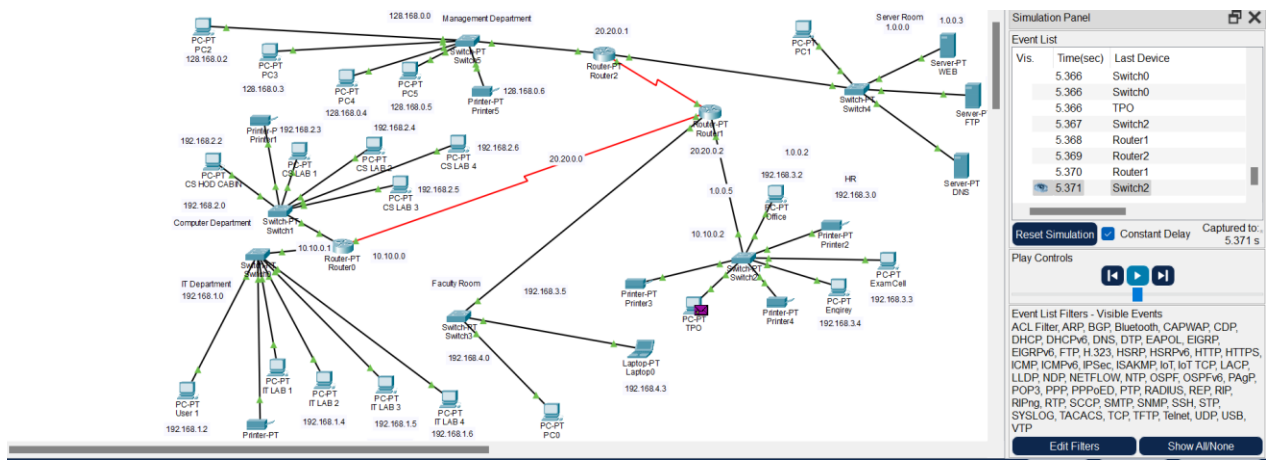 128.168.0.0
Management Department
PC-PT
PC2
128.168.0.2
PC-PT
PC3
128.168.0.3
PC-PT
PC4
128.168.0.4
PC-PT
PC5
128.168.0.5
Switch-PT
Switch5
Printer-PT
Printer5
128.168.0.6
20.20.0.1
Router-PT
Router2
Server Room
1.0.0.0
1.0.0.3
PC-PT
PC1
Server-PT
WEB
Switch-PT
Switch4
Server-P
FTP
Server-PT
DNS
Router-PT
Router1
20.20.0.2
20.20.0.0
192.168.2.2
Printer-P
Printer1
192.168.2.3
192.168.2.4
192.168.2.6
PC-PT
CS HOD CABIN
PC-PT
CS LAB 1
PC-PT
CS LAB 2
PC-PT
CS LAB 4
PC-PT
CS LAB 3
192.168.2.5
192.168.2.0
Computer Department
Switch-PT
Switch1
10.10.0.1
Router-PT
Router0
10.10.0.0
IT Department
192.168.1.0
PC-PT
User 1
192.168.1.2
Printer-PT
PC-PT
IT LAB 1
PC-PT
IT LAB 2
192.168.1.4
PC-PT
IT LAB 3
192.168.1.5
PC-PT
IT LAB 4
192.168.1.6
Faculty Room
192.168.3.5
Switch-PT
Switch3
192.168.4.0
Laptop-PT
Laptop0
192.168.4.3
PC-PT
PC0
1.0.0.2
1.0.0.5
192.168.3.2
HR
192.168.3.0
PC-PT
Office
10.10.0.2
Printer-PT
Printer2
Switch-PT
Switch2
PC-PT
ExamCell
192.168.3.3
Printer-PT
Printer3
PC-PT
TPO
Printer-PT
Printer4
PC-PT
Enqirey
192.168.3.4
Simulation Panel
Event List
Vis. Time(sec) Last Device
5.366 Switch0
5.366 Switch0
5.366 TPO
5.367 Switch2
5.368 Router1
5.369 Router2
5.370 Router1
5.371 Switch2
Reset Simulation Constant Delay Captured to:
5.371 s
Play Controls
Event List Filters - Visible Events
ACL Filter, ARP, BGP, Bluetooth, CAPWAP, CDP,
DHCP, DHCPv6, DNS, DTP, EAPOL, EIGRP,
EIGRPv6, FTP, H.323, HSRP, HSRPv6, HTTP, HTTPS,
ICMP, ICMPv6, IPSec, ISAKMP, IoT, IoT TCP, LACP,
LLDP, NDP, NETFLOW, NTP, OSPF, OSPFv6, PAgP,
POP3, PPP, PPPoED, PTP, RADIUS, REP, RIP,
RIPng, RTP, SCCP, SMTP, SNMP, SSH, STP,
SYSLOG, TACACS, TCP, TFTP, Telnet, UDP, USB,
VTP
Edit Filters Show All/None